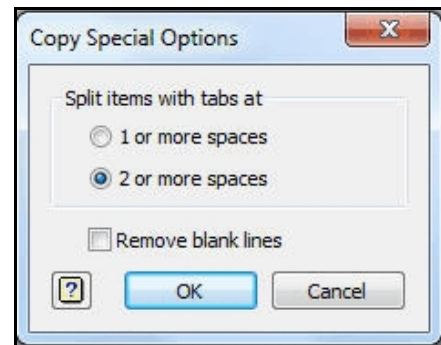 Copy Special Options
Split items with tabs at
1 or more spaces
2 or more spaces
Remove blank lines
? OK Cancel